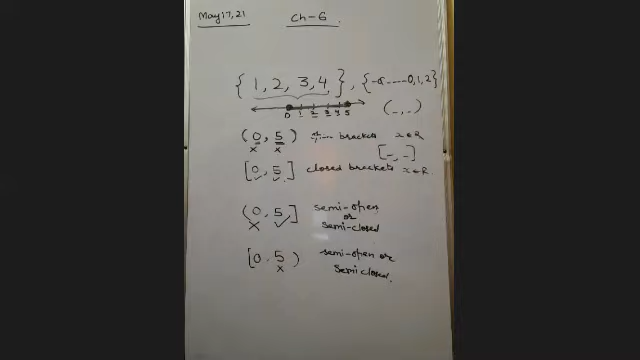 May 17, 21
Ch-6
{ 1, 2, 3, 4 } , {-∞ ---- 0, 1, 2}
0 1 2 3 4 5
(–, –)
(0, 5) open brackets x∈R
× ×
[–, –]
[0, 5] closed brackets x∈R.
(0, 5] semi-open
or
semi-closed
[0, 5) semi-open or
semi closed.